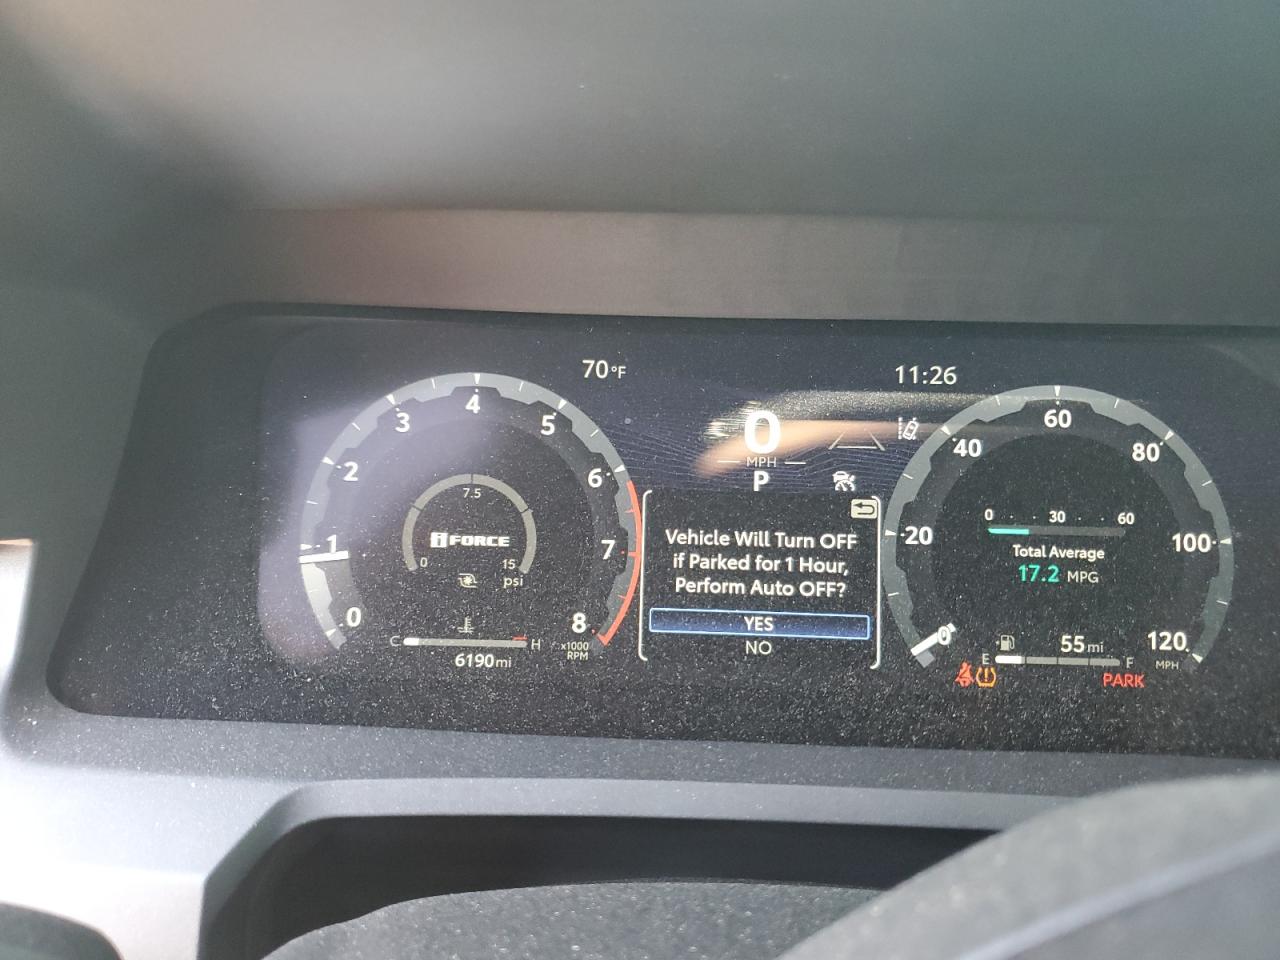 70°F
11:26
0
1
2
3
4
5
6
7
8
x1000
RPM
7.5
0
15
iFORCE
psi
C
H
6190mi
0
MPH
P
Vehicle Will Turn OFF
if Parked for 1 Hour,
Perform Auto OFF?
YES
NO
0
20
40
60
80
100
120
MPH
0 30 60
Total Average
17.2 MPG
55mi
E
F
PARK